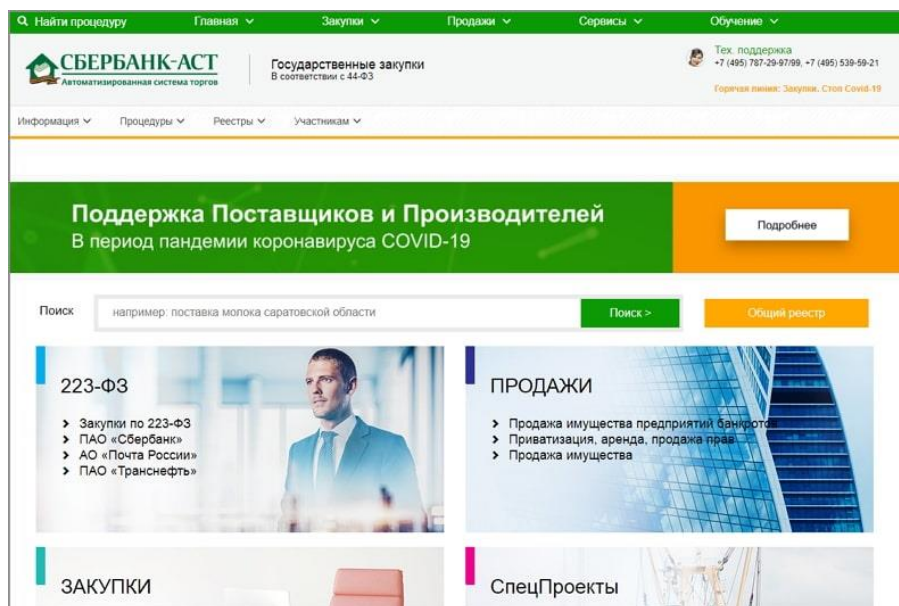 Найти процедуру
Главная
Закупки
Продажи
Сервисы
Обучение
СБЕРБАНК-АСТ
Автоматизированная система торгов
Государственные закупки
В соответствии с 44-ФЗ
Тех. поддержка
+7 (495) 787-29-97/99, +7 (495) 539-59-21
Горячая линия: Закупки. Стоп Covid-19
Информация
Процедуры
Реестры
Участникам
Поддержка Поставщиков и Производителей
В период пандемии коронавируса COVID-19
Подробнее
Поиск
например: поставка молока саратовской области
Поиск >
Общий реестр
223-ФЗ
Закупки по 223-ФЗ
ПАО «Сбербанк»
АО «Почта России»
ПАО «Транснефть»
ПРОДАЖИ
Продажа имущества предприятий банкротов
Приватизация, аренда, продажа прав
Продажа имущества
ЗАКУПКИ
СпецПроекты